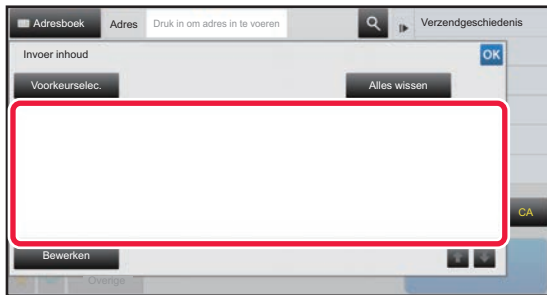 Adresboek Adres Druk in om adres in te voeren Verzendgeschiedenis
Invoer inhoud OK
Voorkeurselec. Alles wissen
CA
Bewerken
Overige